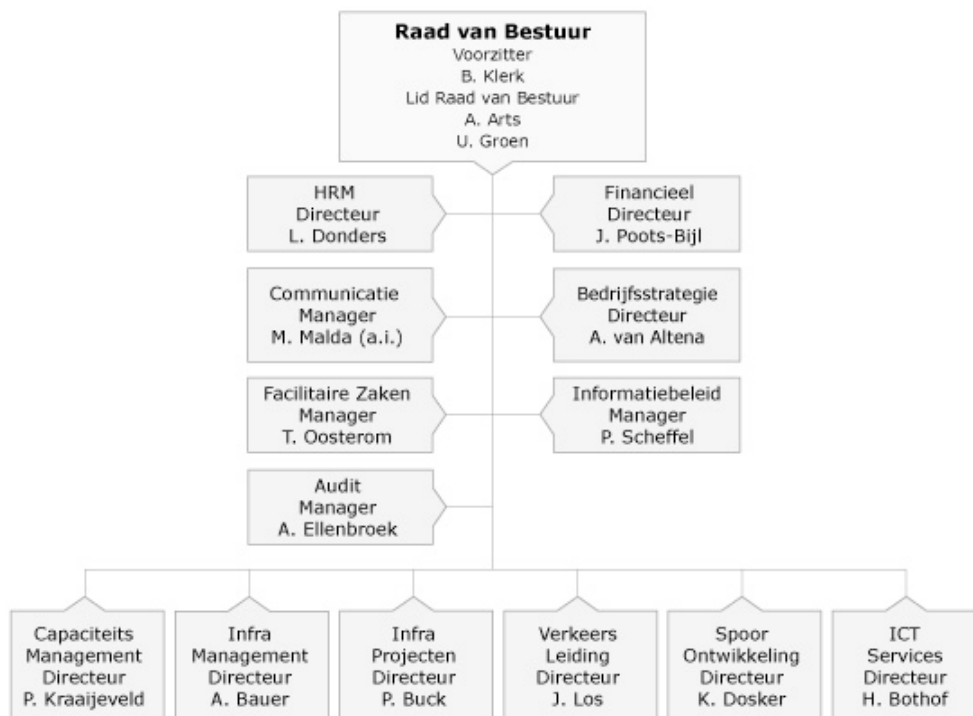 Raad van Bestuur
Voorzitter
B. Klerk
Lid Raad van Bestuur
A. Arts
U. Groen
HRM
Directeur
L. Donders
Financieel
Directeur
J. Poots-Bijl
Communicatie
Manager
M. Malda (a.i.)
Bedrijfsstrategie
Directeur
A. van Altena
Facilitaire Zaken
Manager
T. Oosterom
Informatiebeleid
Manager
P. Scheffel
Audit
Manager
A. Ellenbroek
Capaciteits
Management
Directeur
P. Kraaijeveld
Infra
Management
Directeur
A. Bauer
Infra
Projecten
Directeur
P. Buck
Verkeers
Leiding
Directeur
J. Los
Spoor
Ontwikkeling
Directeur
K. Dosker
ICT
Services
Directeur
H. Bothof